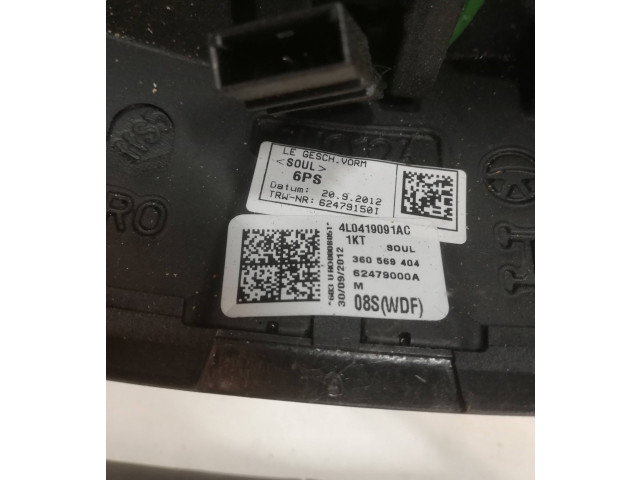 LE GESCH.VORM
<SOUL>
6PS
Datum: 20.9.2012
TRW-NR: 62479150I
4L0419091AC
1KT SOUL
360 569 404
62479000A
M
08S(WDF)
30/09/2012